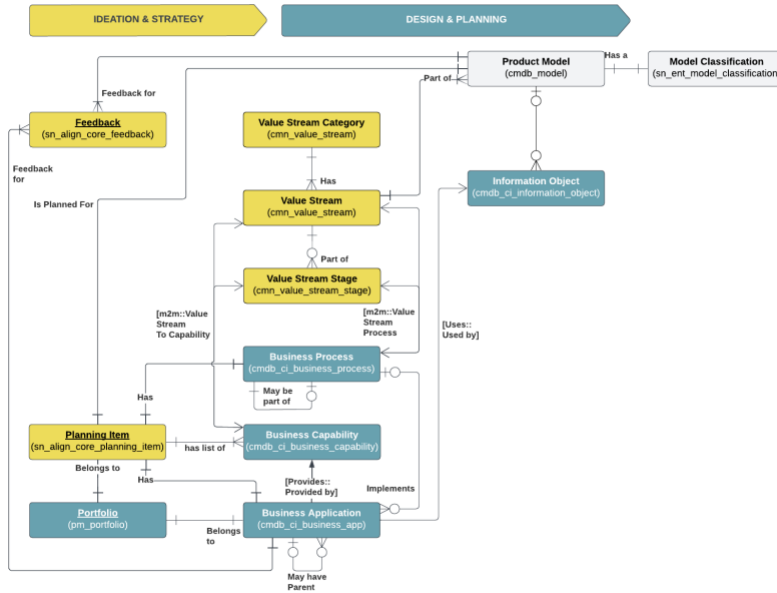 IDEATION & STRATEGY
DESIGN & PLANNING
Product Model
(cmdb_model)
Has a
Model Classification
(sn_ent_model_classification)
Part of
Feedback for
Feedback
(sn_align_core_feedback)
Value Stream Category
(cmn_value_stream)
Feedback
for
Has
Information Object
(cmdb_ci_information_object)
Is Planned For
Value Stream
(cmn_value_stream)
Part of
Value Stream Stage
(cmn_value_stream_stage)
[m2m::Value
Stream
To Capability]
[m2m::Value
Stream
Process]
[Uses::
Used by]
Business Process
(cmdb_ci_business_process)
Has
May be
part of
Planning Item
(sn_align_core_planning_item)
has list of
Business Capability
(cmdb_ci_business_capability)
Belongs to
Has
[Provides::
Provided by]
Implements
Portfolio
(pm_portfolio)
Belongs
to
Business Application
(cmdb_ci_business_app)
May have
Parent